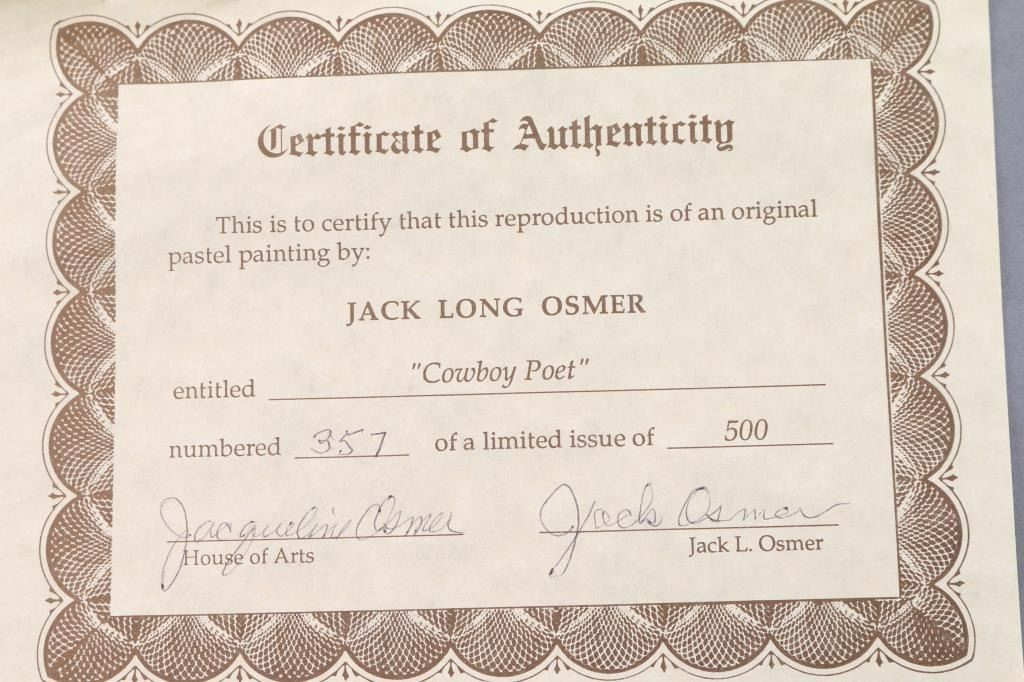 Certificate of Authenticity
This is to certify that this reproduction is of an original
pastel painting by:
JACK LONG OSMER
entitled "Cowboy Poet"
numbered 357 of a limited issue of 500
Jacqueline Osmer Jack Osmer
House of Arts Jack L. Osmer